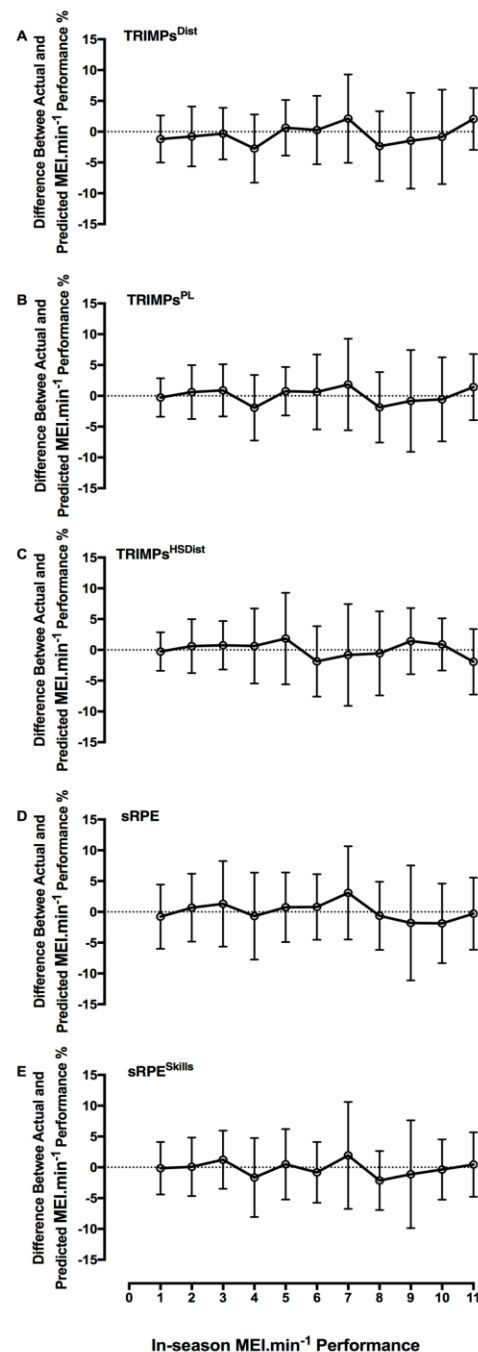 A
TRIMPs^Dist
Difference Betwee Actual and
Predicted MEI.min⁻¹ Performance %
15
10
5
0
-5
-10
-15
B
TRIMPs^PL
Difference Betwee Actual and
Predicted MEI.min⁻¹ Performance %
15
10
5
0
-5
-10
-15
C
TRIMPs^HSDist
Difference Betwee Actual and
Predicted MEI.min⁻¹ Performance %
15
10
5
0
-5
-10
-15
D
sRPE
Difference Betwee Actual and
Predicted MEI.min⁻¹ Performance %
15
10
5
0
-5
-10
-15
E
sRPE^Skills
Difference Betwee Actual and
Predicted MEI.min⁻¹ Performance %
15
10
5
0
-5
-10
-15
0 1 2 3 4 5 6 7 8 9 10 11
In-season MEI.min⁻¹ Performance